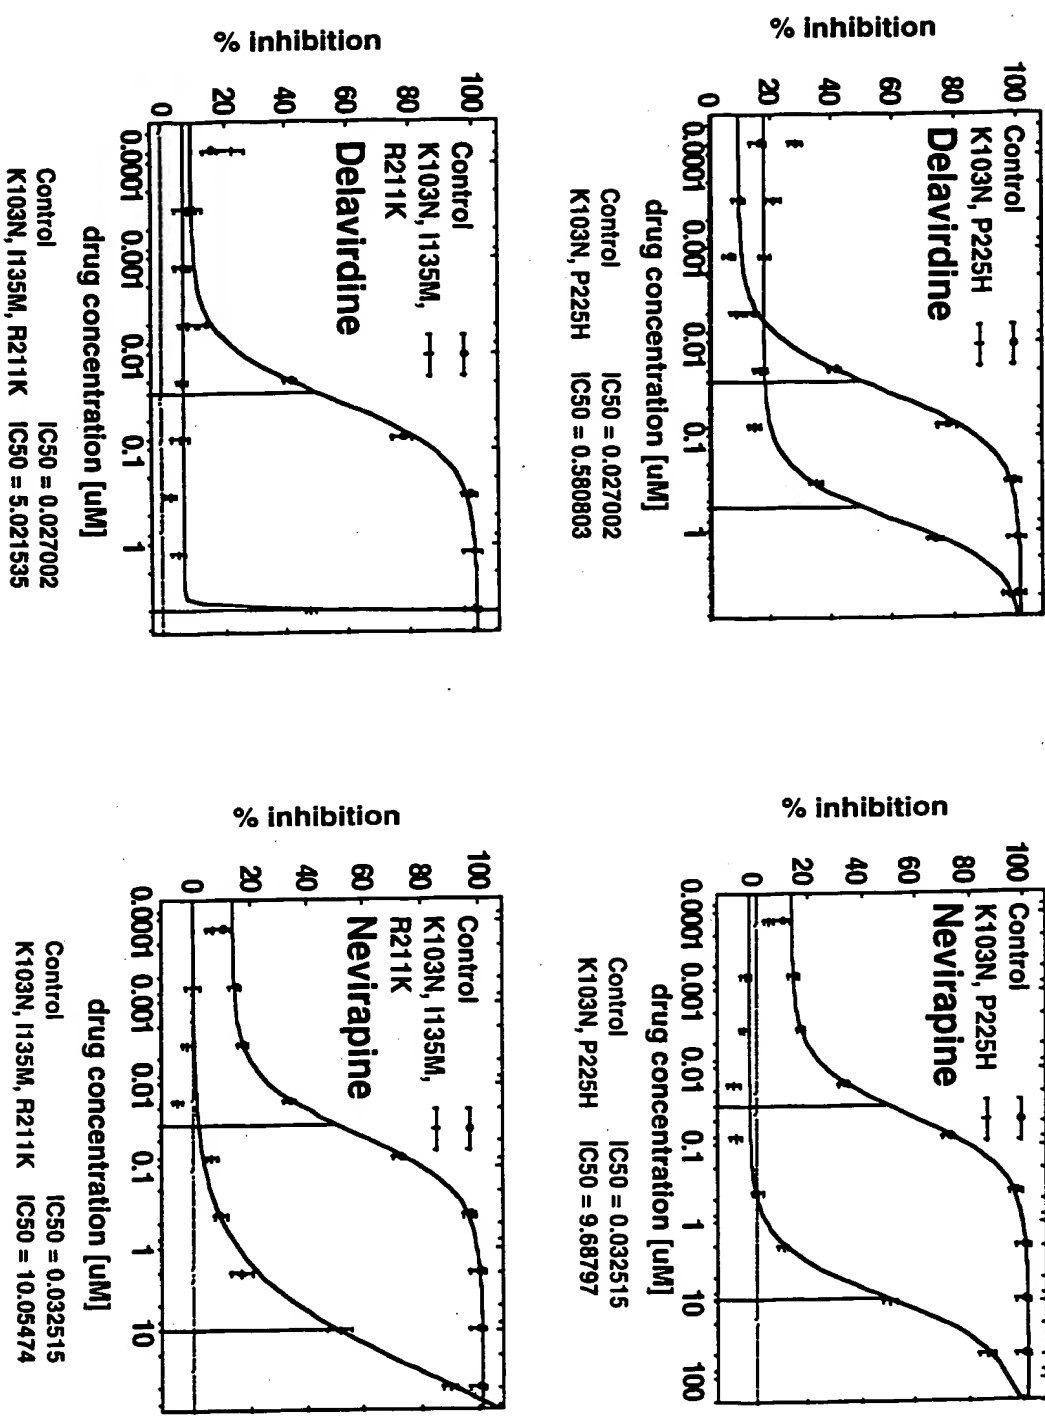 % inhibition
100
80
60
40
20
0
Control
K103N, P225H
Delavirdine
0.0001 0.001 0.01 0.1 1
drug concentration [uM]
Control IC50 = 0.027002
K103N, P225H IC50 = 0.580803
% inhibition
100
80
60
40
20
0
Control
K103N, P225H
Nevirapine
0.0001 0.001 0.01 0.1 1 10 100
drug concentration [uM]
Control IC50 = 0.032515
K103N, P225H IC50 = 9.68797
% inhibition
100
80
60
40
20
0
Control
K103N, I135M,
R211K
Delavirdine
0.0001 0.001 0.01 0.1 1
drug concentration [uM]
Control IC50 = 0.027002
K103N, I135M, R211K IC50 = 5.021535
% inhibition
100
80
60
40
20
0
Control
K103N, I135M,
R211K
Nevirapine
0.0001 0.001 0.01 0.1 1 10
drug concentration [uM]
Control IC50 = 0.032515
K103N, I135M, R211K IC50 = 10.05474